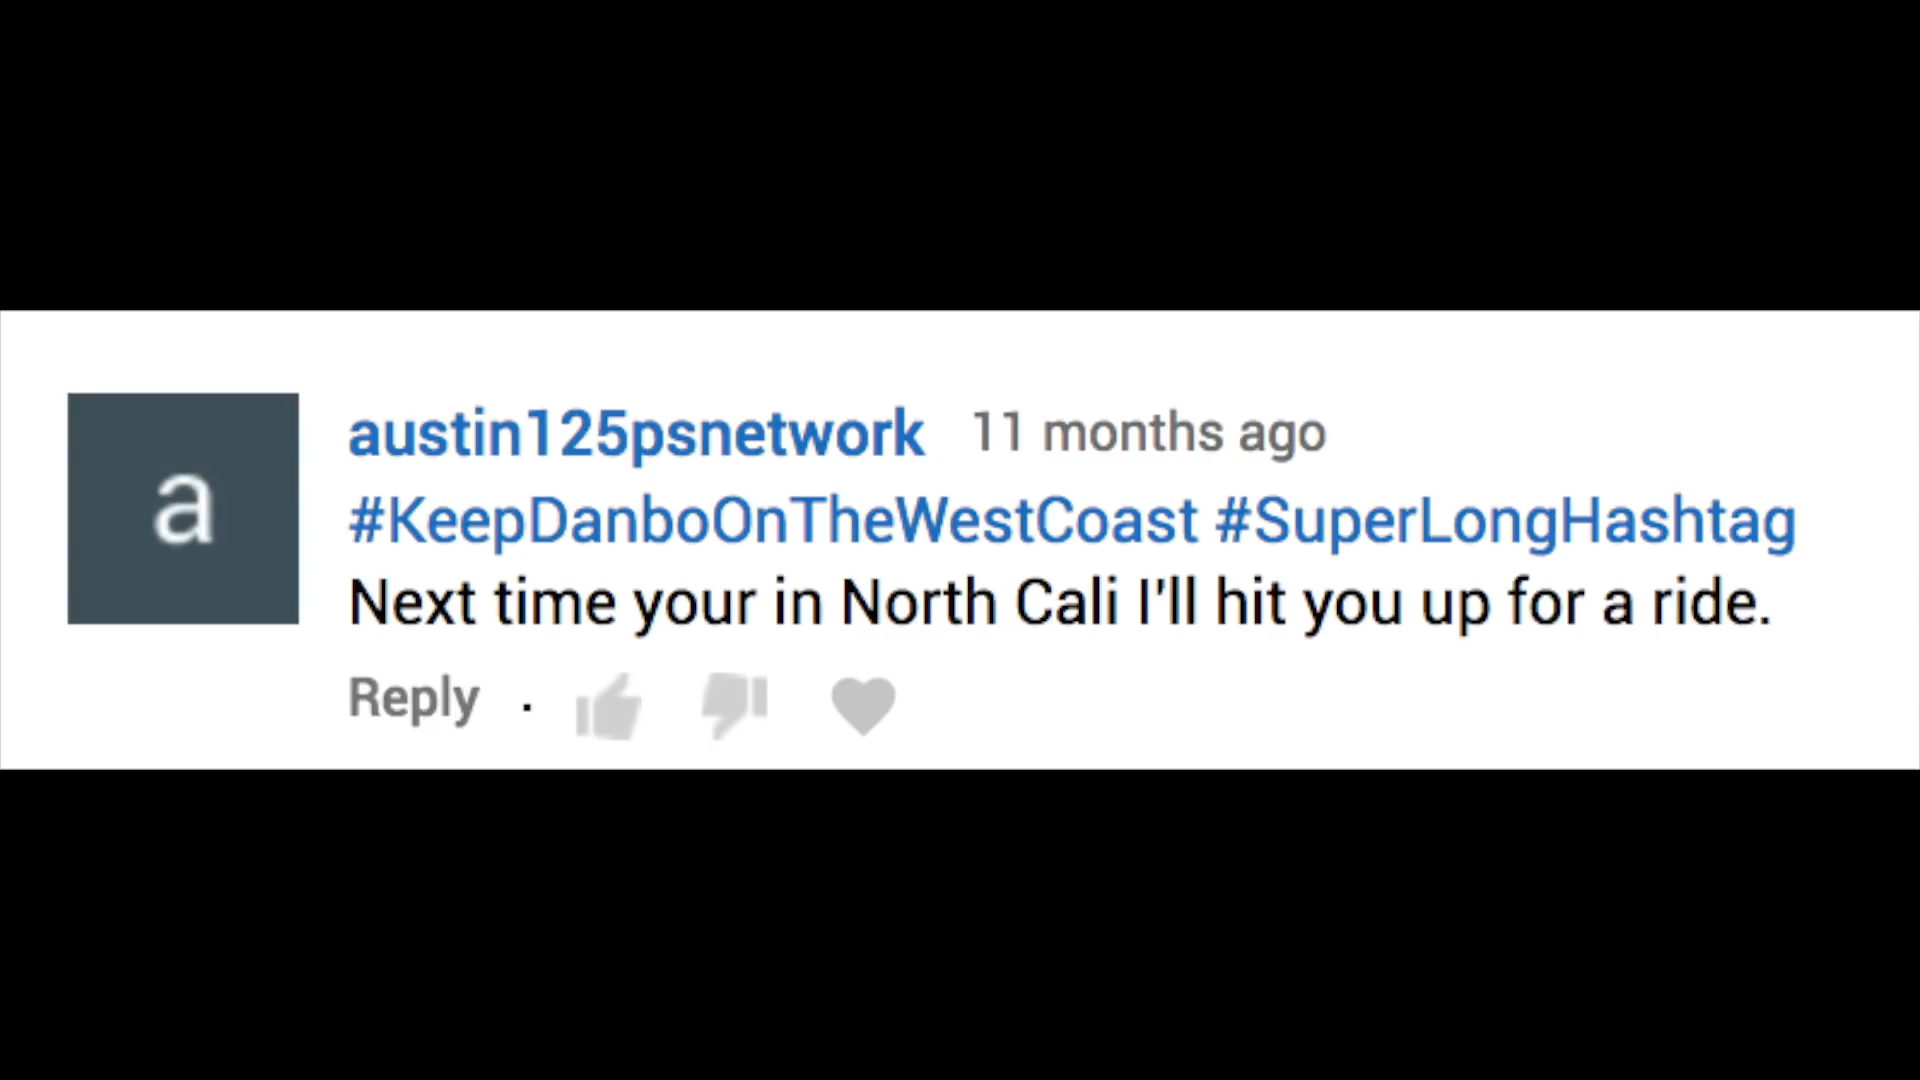 a
austin125psnetwork 11 months ago
#KeepDanboOnTheWestCoast #SuperLongHashtag
Next time your in North Cali I'll hit you up for a ride.
Reply .